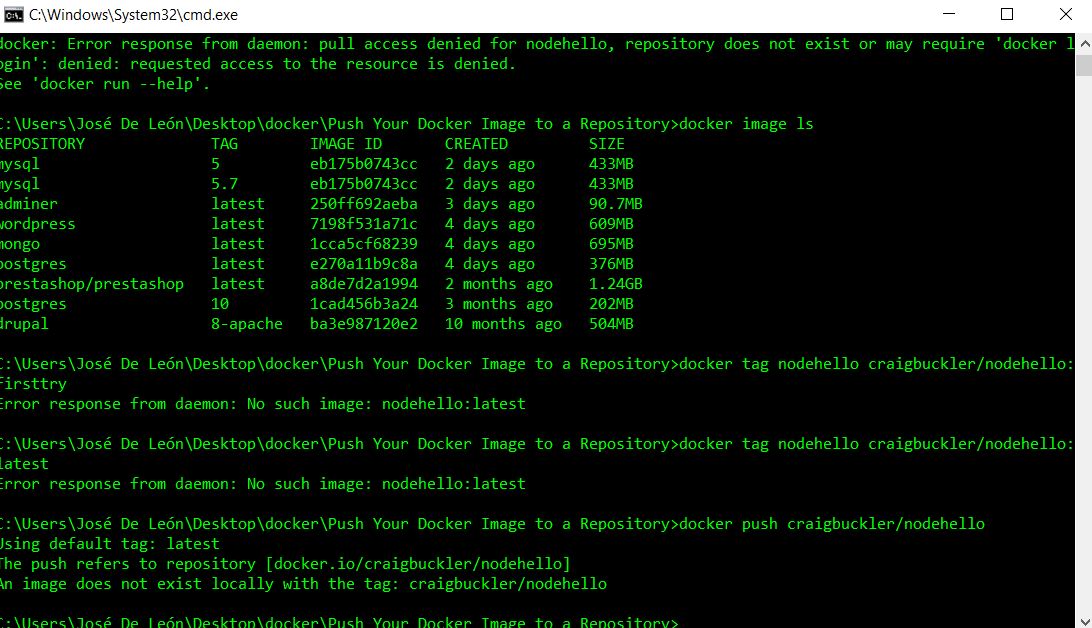 C:\Windows\System32\cmd.exe
docker: Error response from daemon: pull access denied for nodehello, repository does not exist or may require 'docker l
ogin': denied: requested access to the resource is denied.
See 'docker run --help'.
C:\Users\José De León\Desktop\docker\Push Your Docker Image to a Repository>docker image ls
REPOSITORY TAG IMAGE ID CREATED SIZE
mysql 5 eb175b0743cc 2 days ago 433MB
mysql 5.7 eb175b0743cc 2 days ago 433MB
adminer latest 250ff692aeba 3 days ago 90.7MB
wordpress latest 7198f531a71c 4 days ago 609MB
mongo latest 1cca5cf68239 4 days ago 695MB
postgres latest e270a11b9c8a 4 days ago 376MB
prestashop/prestashop latest a8de7d2a1994 2 months ago 1.24GB
postgres 10 1cad456b3a24 3 months ago 202MB
drupal 8-apache ba3e987120e2 10 months ago 504MB
C:\Users\José De León\Desktop\docker\Push Your Docker Image to a Repository>docker tag nodehello craigbuckler/nodehello:
firsttry
Error response from daemon: No such image: nodehello:latest
C:\Users\José De León\Desktop\docker\Push Your Docker Image to a Repository>docker tag nodehello craigbuckler/nodehello:
latest
Error response from daemon: No such image: nodehello:latest
C:\Users\José De León\Desktop\docker\Push Your Docker Image to a Repository>docker push craigbuckler/nodehello
Using default tag: latest
The push refers to repository [docker.io/craigbuckler/nodehello]
An image does not exist locally with the tag: craigbuckler/nodehello
C:\Users\José De León\Desktop\docker\Push Your Docker Image to a Repository>